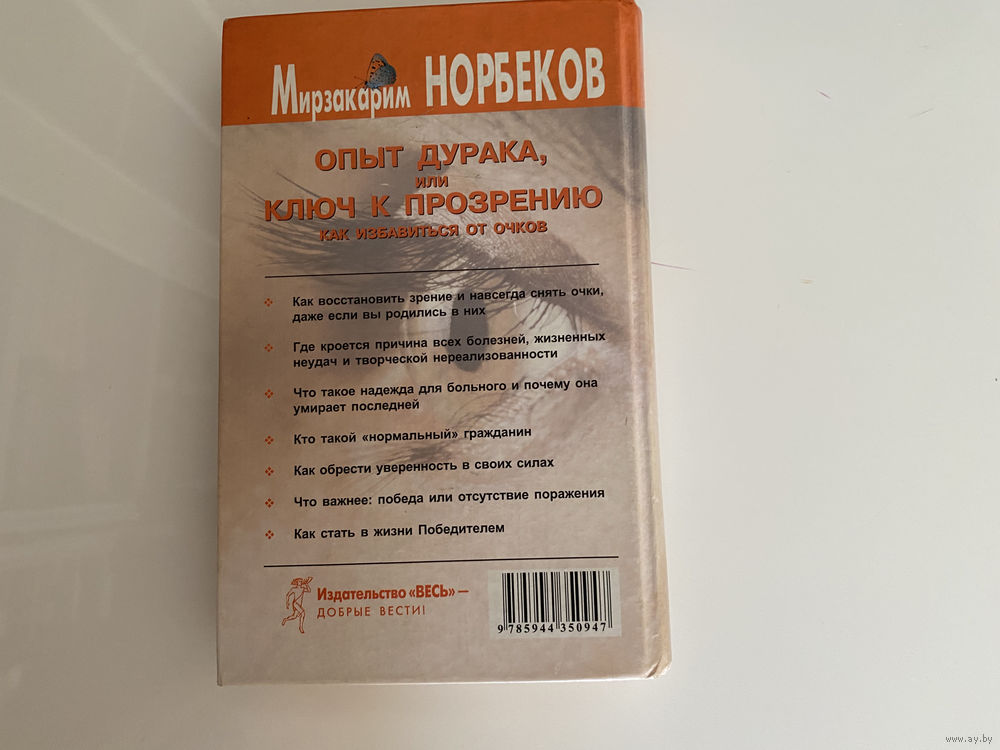 Мирзакарим НОРБЕКОВ
ОПЫТ ДУРАКА,
ИЛИ
КЛЮЧ К ПРОЗРЕНИЮ
КАК ИЗБАВИТЬСЯ ОТ ОЧКОВ
Как восстановить зрение и навсегда снять очки,
даже если вы родились в них
Где кроется причина всех болезней, жизненных
неудач и творческой нереализованности
Что такое надежда для больного и почему она
умирает последней
Кто такой «нормальный» гражданин
Как обрести уверенность в своих силах
Что важнее: победа или отсутствие поражения
Как стать в жизни Победителем
Издательство «ВЕСЬ» —
ДОБРЫЕ ВЕСТИ!
9 785944 350947
www.ay.by